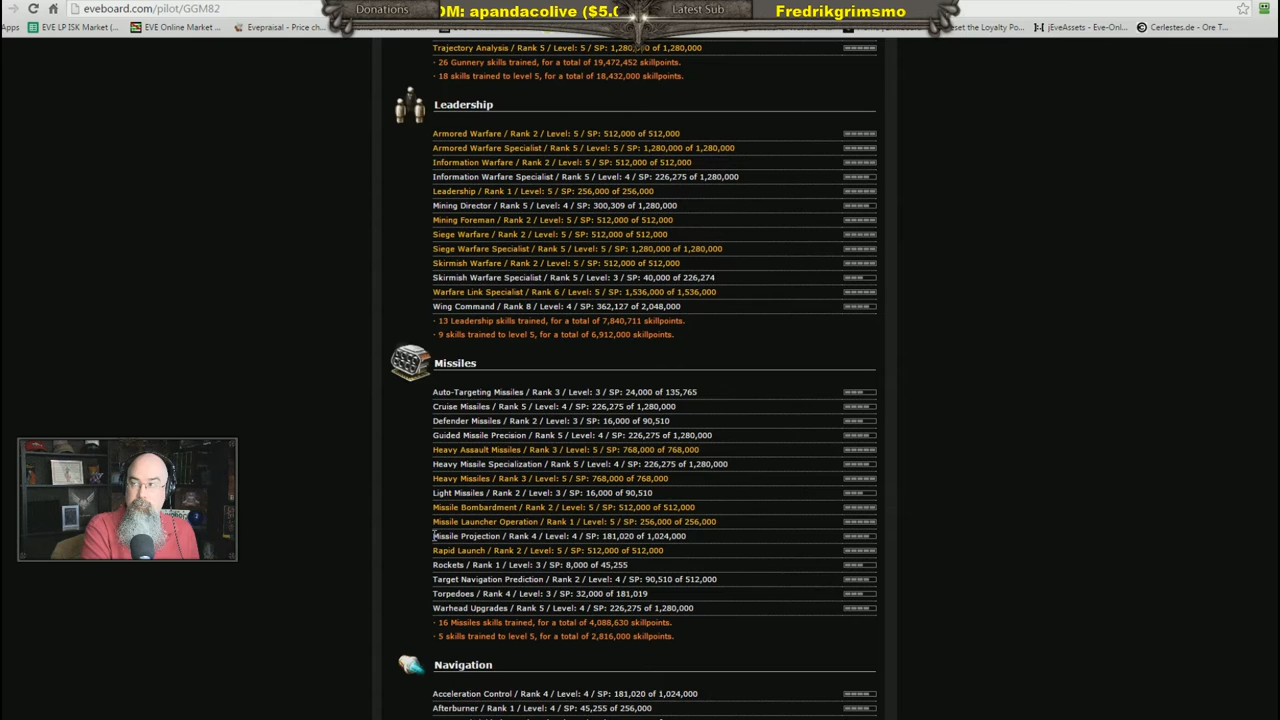 eveboard.com/pilot/GGM82
Donations
OM: apandacolive ($5.0
Latest Sub
Fredrikgrimsmo
Apps
EVE LP ISK Market (...
EVE Online Market ...
Evepraisal - Price ch...
eset the Loyalty Po...
jEveAssets - Eve-Onl...
Cerlestes.de - Ore T...
Trajectory Analysis / Rank 5 / Level: 5 / SP: 1,280,000 of 1,280,000
· 26 Gunnery skills trained, for a total of 19,472,452 skillpoints.
· 18 skills trained to level 5, for a total of 18,432,000 skillpoints.
Leadership
Armored Warfare / Rank 2 / Level: 5 / SP: 512,000 of 512,000
Armored Warfare Specialist / Rank 5 / Level: 5 / SP: 1,280,000 of 1,280,000
Information Warfare / Rank 2 / Level: 5 / SP: 512,000 of 512,000
Information Warfare Specialist / Rank 5 / Level: 4 / SP: 226,275 of 1,280,000
Leadership / Rank 1 / Level: 5 / SP: 256,000 of 256,000
Mining Director / Rank 5 / Level: 4 / SP: 300,309 of 1,280,000
Mining Foreman / Rank 2 / Level: 5 / SP: 512,000 of 512,000
Siege Warfare / Rank 2 / Level: 5 / SP: 512,000 of 512,000
Siege Warfare Specialist / Rank 5 / Level: 5 / SP: 1,280,000 of 1,280,000
Skirmish Warfare / Rank 2 / Level: 5 / SP: 512,000 of 512,000
Skirmish Warfare Specialist / Rank 5 / Level: 3 / SP: 40,000 of 226,274
Warfare Link Specialist / Rank 6 / Level: 5 / SP: 1,536,000 of 1,536,000
Wing Command / Rank 8 / Level: 4 / SP: 362,127 of 2,048,000
· 13 Leadership skills trained, for a total of 7,840,711 skillpoints.
· 9 skills trained to level 5, for a total of 6,912,000 skillpoints.
Missiles
Auto-Targeting Missiles / Rank 3 / Level: 3 / SP: 24,000 of 135,765
Cruise Missiles / Rank 5 / Level: 4 / SP: 226,275 of 1,280,000
Defender Missiles / Rank 2 / Level: 3 / SP: 16,000 of 90,510
Guided Missile Precision / Rank 5 / Level: 4 / SP: 226,275 of 1,280,000
Heavy Assault Missiles / Rank 3 / Level: 5 / SP: 768,000 of 768,000
Heavy Missile Specialization / Rank 5 / Level: 4 / SP: 226,275 of 1,280,000
Heavy Missiles / Rank 3 / Level: 5 / SP: 768,000 of 768,000
Light Missiles / Rank 2 / Level: 3 / SP: 16,000 of 90,510
Missile Bombardment / Rank 2 / Level: 5 / SP: 512,000 of 512,000
Missile Launcher Operation / Rank 1 / Level: 5 / SP: 256,000 of 256,000
Missile Projection / Rank 4 / Level: 4 / SP: 181,020 of 1,024,000
Rapid Launch / Rank 2 / Level: 5 / SP: 512,000 of 512,000
Rockets / Rank 1 / Level: 3 / SP: 8,000 of 45,255
Target Navigation Prediction / Rank 2 / Level: 4 / SP: 90,510 of 512,000
Torpedoes / Rank 4 / Level: 3 / SP: 32,000 of 181,019
Warhead Upgrades / Rank 5 / Level: 4 / SP: 226,275 of 1,280,000
· 16 Missiles skills trained, for a total of 4,088,630 skillpoints.
· 5 skills trained to level 5, for a total of 2,816,000 skillpoints.
Navigation
Acceleration Control / Rank 4 / Level: 4 / SP: 181,020 of 1,024,000
Afterburner / Rank 1 / Level: 4 / SP: 45,255 of 256,000